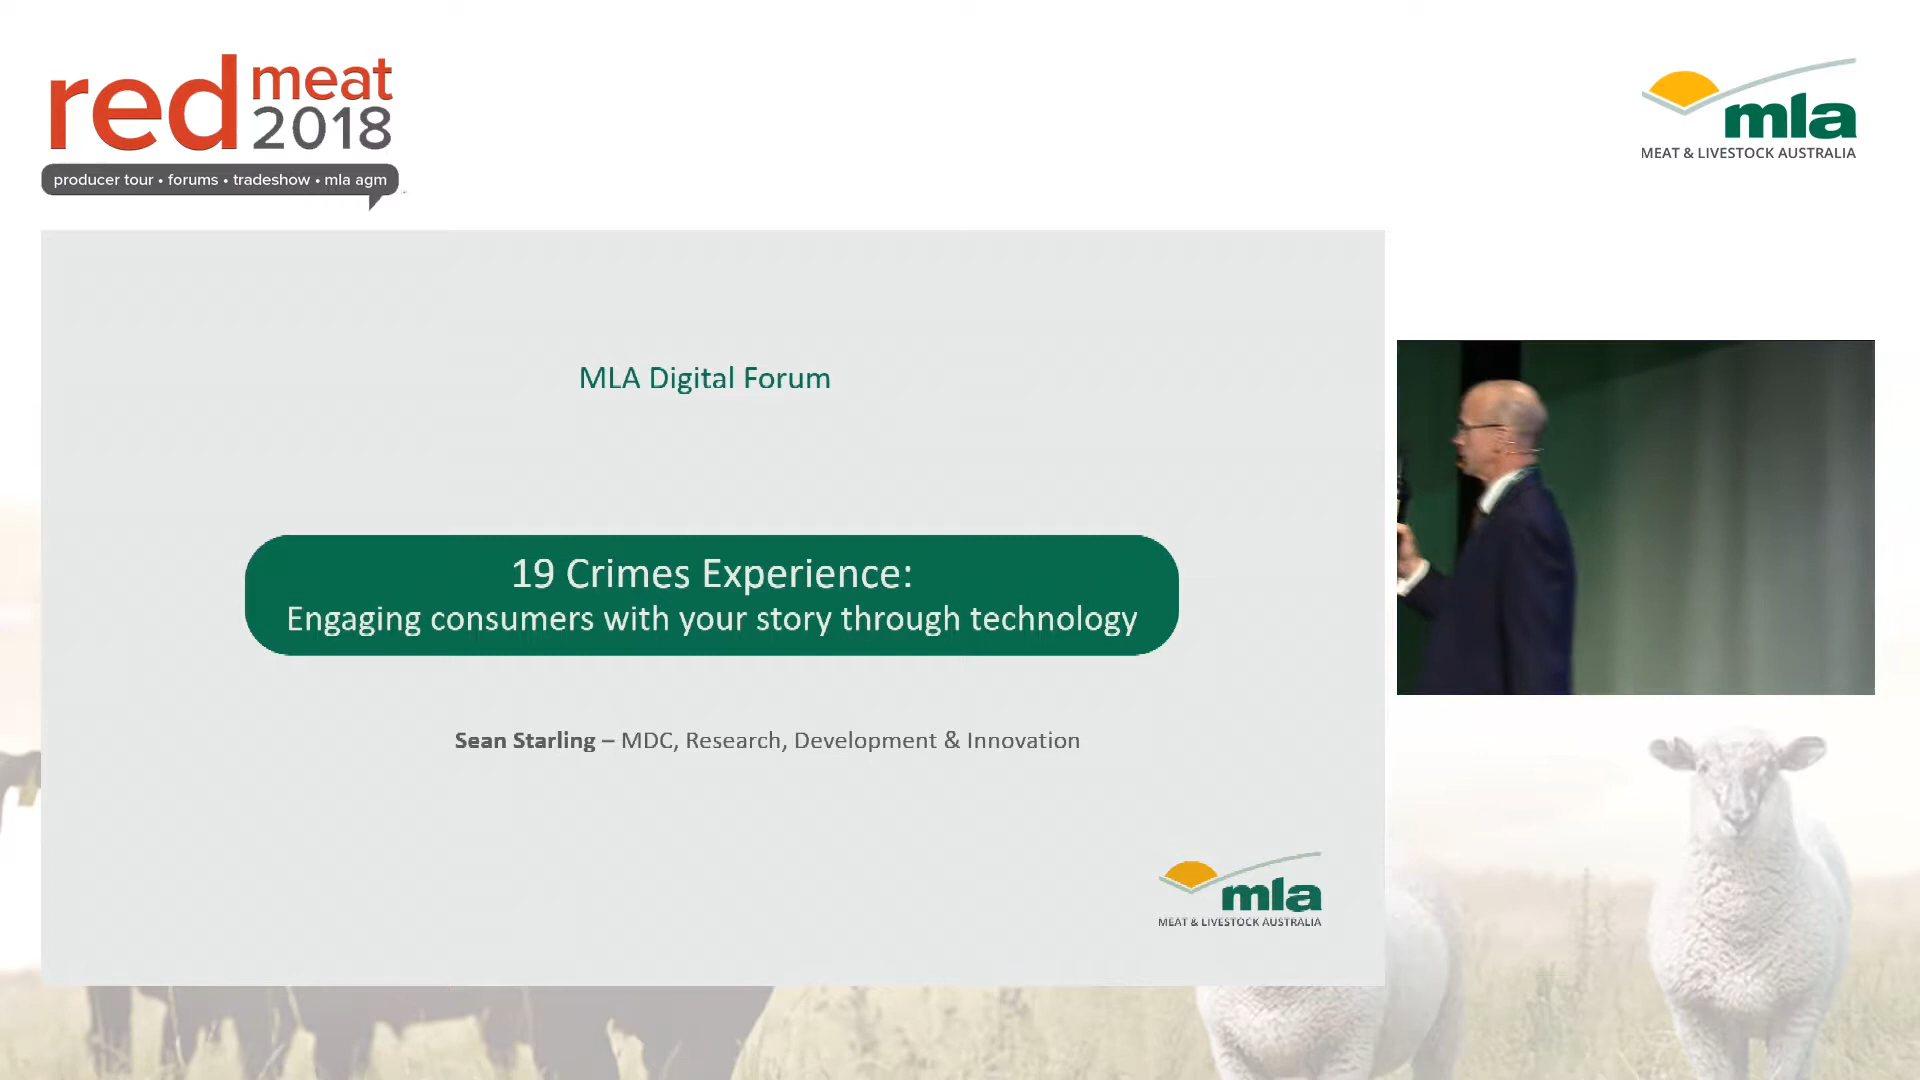 red meat
2018
producer tour • forums • tradeshow • mla agm
mla
MEAT & LIVESTOCK AUSTRALIA
MLA Digital Forum
19 Crimes Experience:
Engaging consumers with your story through technology
Sean Starling – MDC, Research, Development & Innovation
mla
MEAT & LIVESTOCK AUSTRALIA